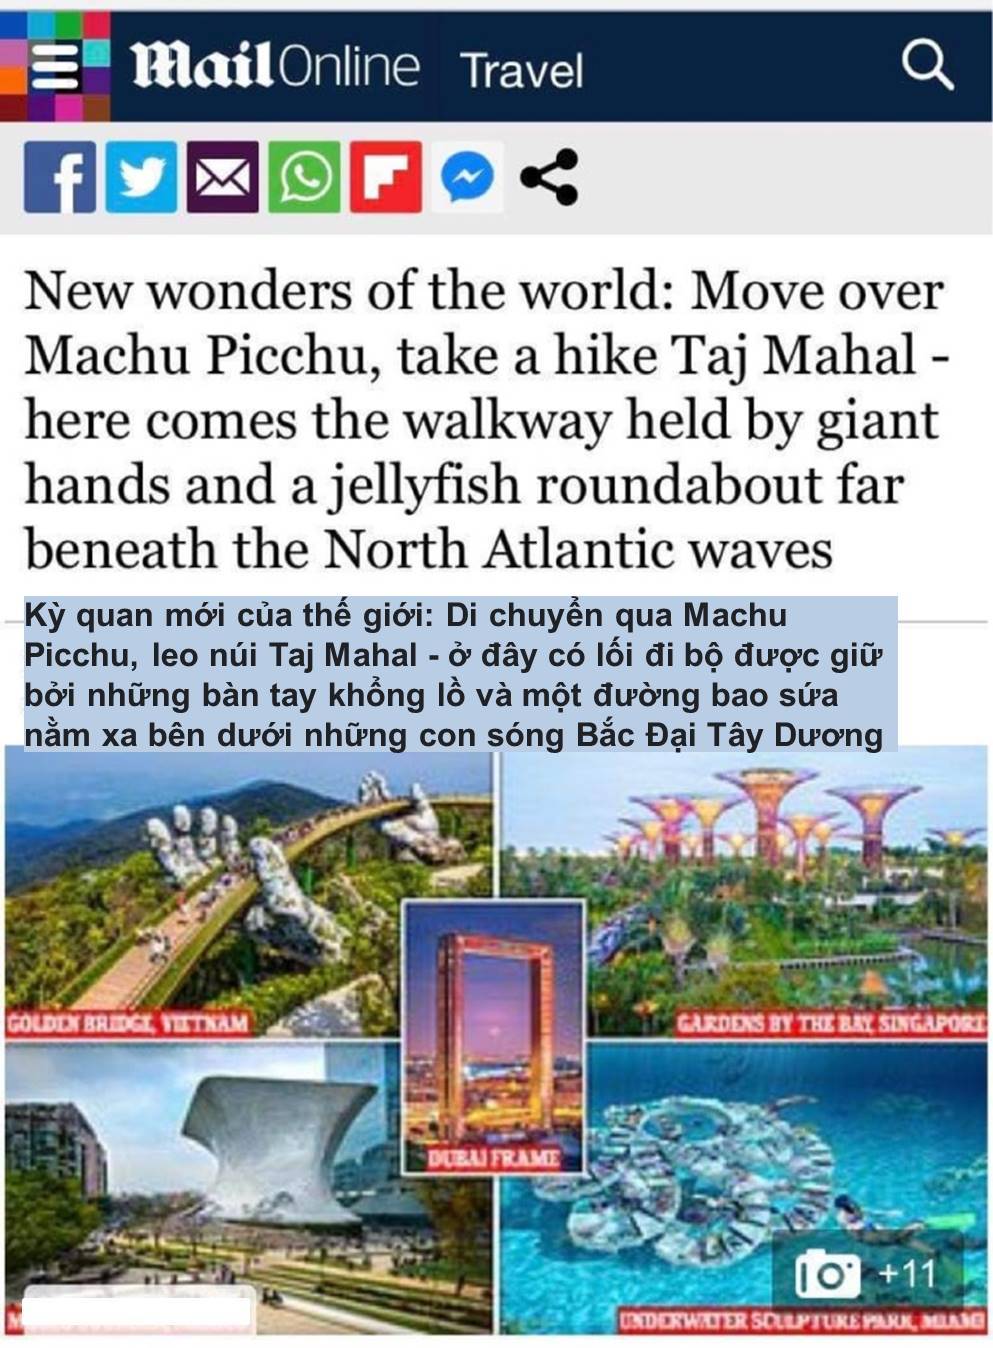 Mail Online Travel
New wonders of the world: Move over
Machu Picchu, take a hike Taj Mahal -
here comes the walkway held by giant
hands and a jellyfish roundabout far
beneath the North Atlantic waves
Kỳ quan mới của thế giới: Di chuyển qua Machu
Picchu, leo núi Taj Mahal - ở đây có lối đi bộ được giữ
bởi những bàn tay khổng lồ và một đường bao sứa
nằm xa bên dưới những con sóng Bắc Đại Tây Dương
GOLDEN BRIDGE, VIETNAM
GARDENS BY THE BAY, SINGAPORE
DUBAI FRAME
+11
UNDERWATER SCULPTURE PARK, MIAMI